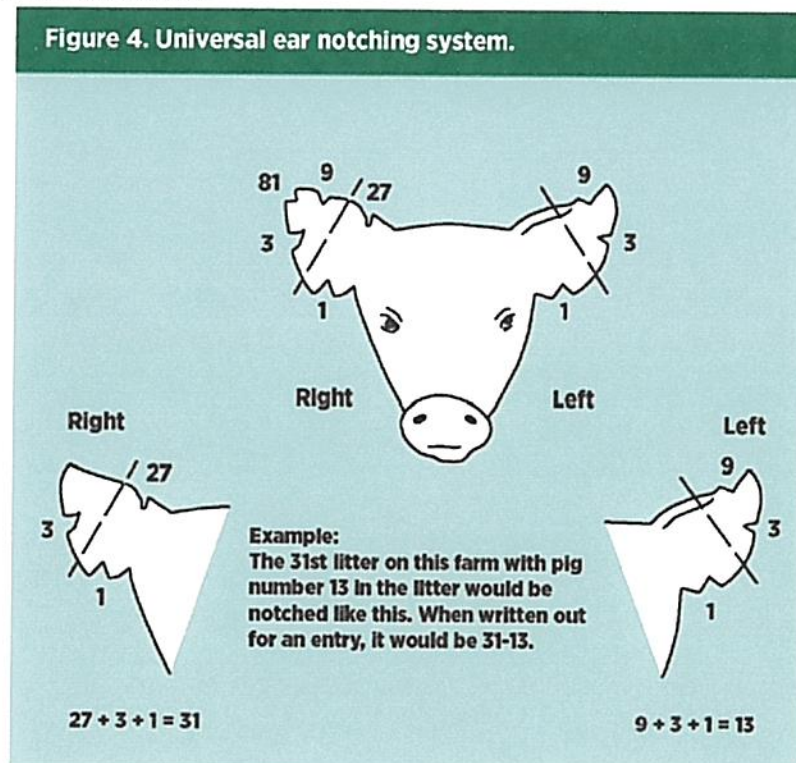 Figure 4. Universal ear notching system.
81 9 27
3
1
9
3
1
Right
Left
Right
27
3
1
Example:
The 31st litter on this farm with pig
number 13 in the litter would be
notched like this. When written out
for an entry, it would be 31-13.
Left
9
3
1
27 + 3 + 1 = 31
9 + 3 + 1 = 13